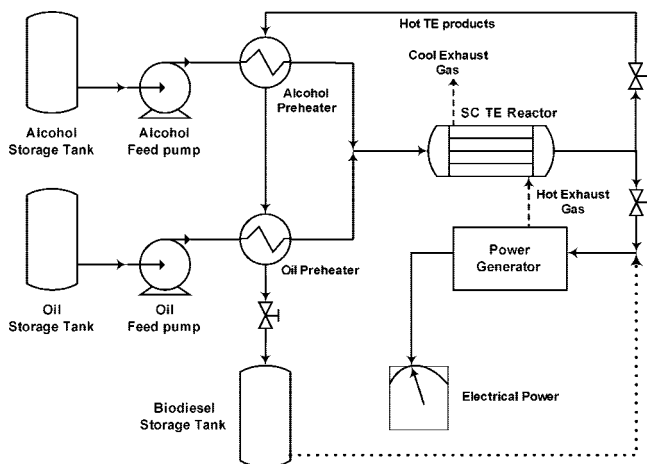 Hot TE products
Cool Exhaust
Gas
SC TE Reactor
Alcohol
Preheater
Alcohol
Storage Tank
Alcohol
Feed pump
Hot Exhaust
Gas
Power
Generator
Oil Preheater
Oil
Storage Tank
Oil
Feed pump
Biodiesel
Storage Tank
Electrical Power